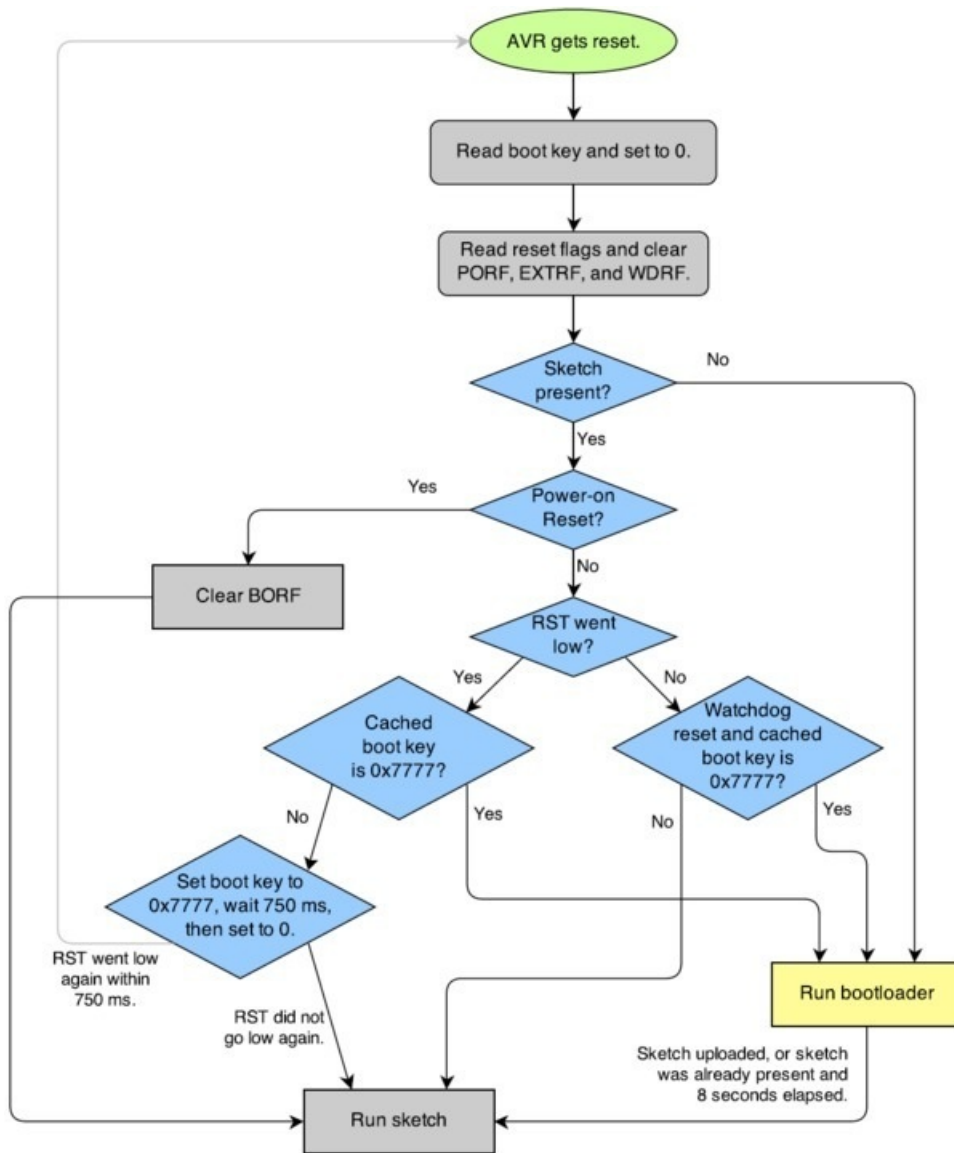 AVR gets reset.
Read boot key and set to 0.
Read reset flags and clear
PORF, EXTRF, and WDRF.
No
Sketch
present?
Yes
Yes
Power-on
Reset?
Clear BORF
No
RST went
low?
Yes
No
Cached
boot key
is 0x7777?
Watchdog
reset and cached
boot key is
0x7777?
No
Yes
No
Yes
Set boot key to
0x7777, wait 750 ms,
then set to 0.
RST went low
again within
750 ms.
RST did not
go low again.
Run bootloader
Sketch uploaded, or sketch
was already present and
8 seconds elapsed.
Run sketch